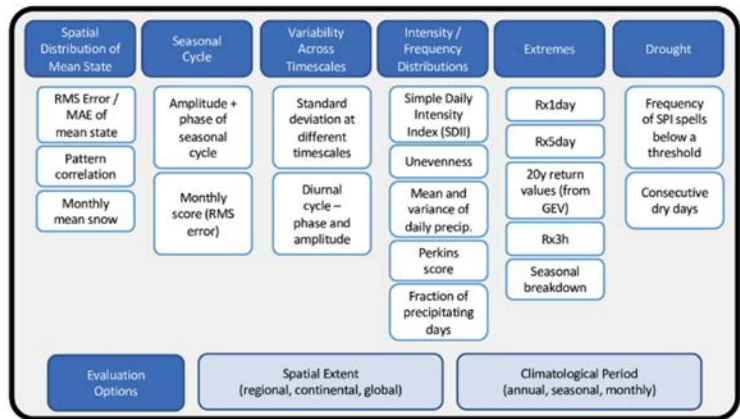 Spatial
Distribution of
Mean State
RMS Error /
MAE of
mean state
Pattern
correlation
Monthly
mean snow
Seasonal
Cycle
Amplitude +
phase of
seasonal
cycle
Monthly
score (RMS
error)
Variability
Across
Timescales
Standard
deviation at
different
timescales
Diurnal
cycle –
phase and
amplitude
Intensity /
Frequency
Distributions
Simple Daily
Intensity
Index (SDII)
Unevenness
Mean and
variance of
daily precip.
Perkins
score
Fraction of
precipitating
days
Extremes
Rx1day
Rx5day
20y return
values (from
GEV)
Rx3h
Seasonal
breakdown
Drought
Frequency
of SPI spells
below a
threshold
Consecutive
dry days
Evaluation
Options
Spatial Extent
(regional, continental, global)
Climatological Period
(annual, seasonal, monthly)